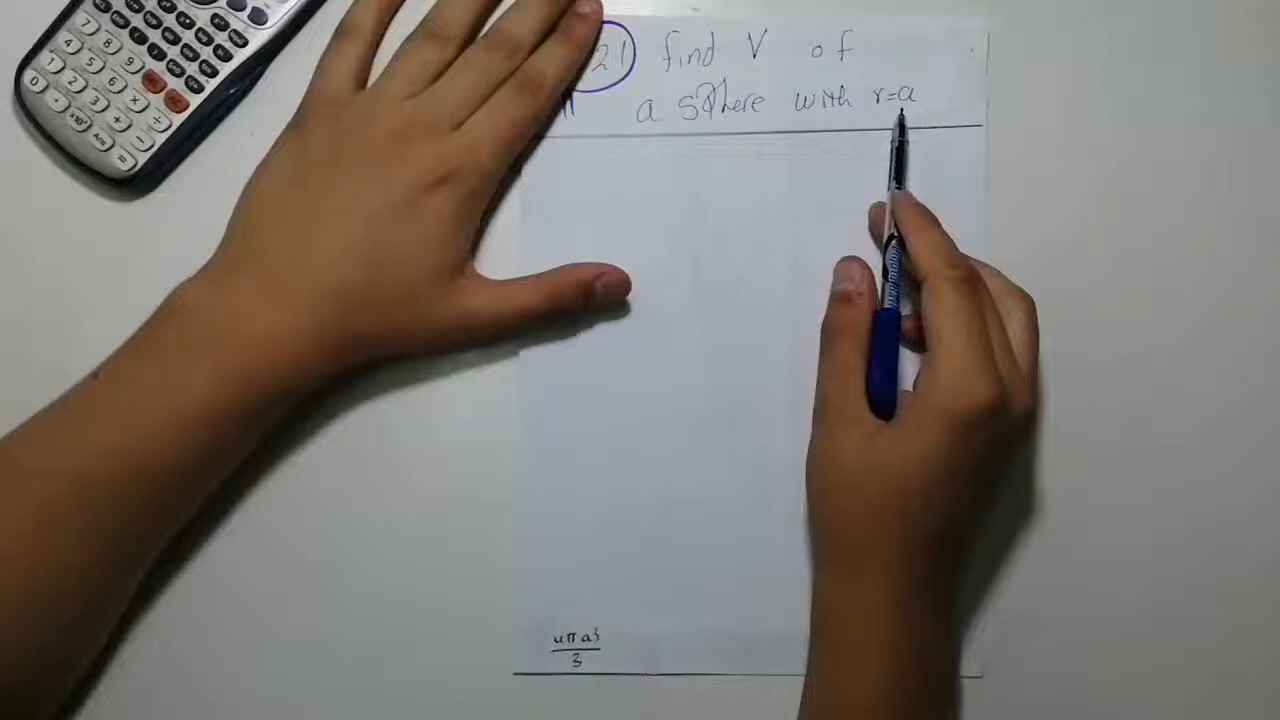 21 find V of
a sphere with r=a
4πa3
3